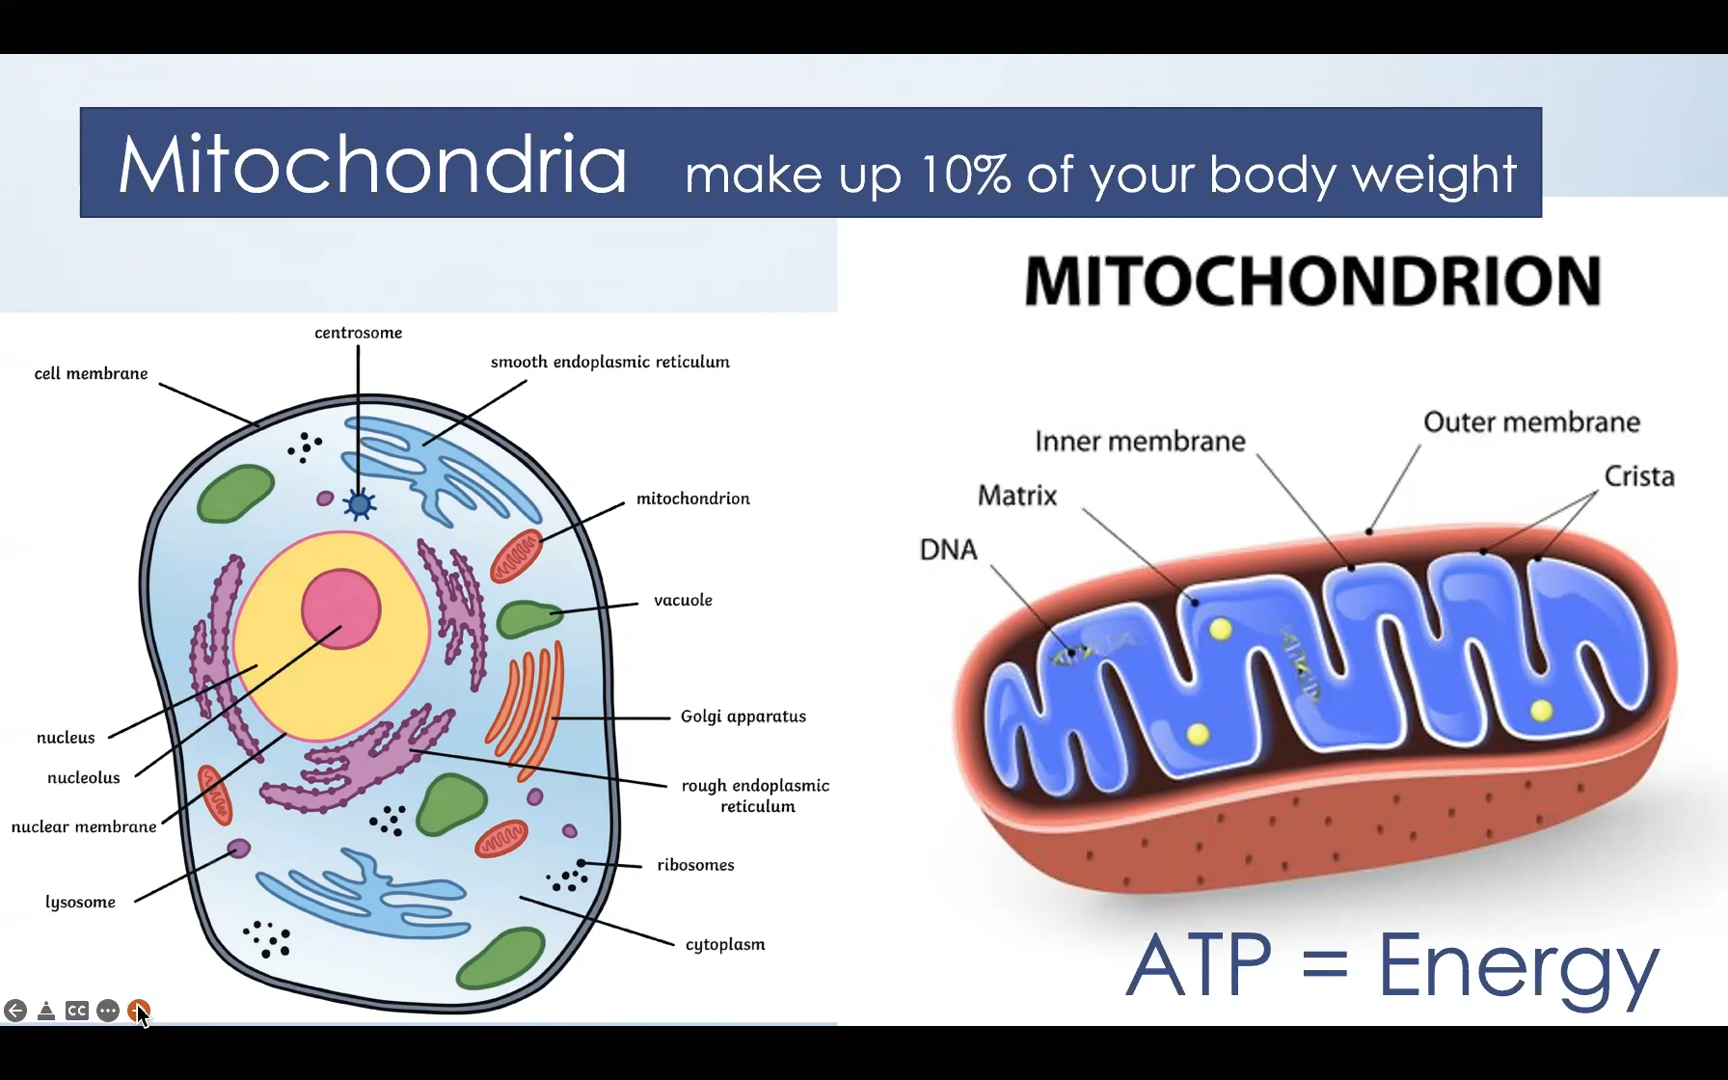 Mitochondria make up 10% of your body weight
MITOCHONDRION
centrosome
smooth endoplasmic reticulum
cell membrane
mitochondrion
vacuole
Golgi apparatus
nucleus
nucleolus
rough endoplasmic
reticulum
nuclear membrane
ribosomes
lysosome
cytoplasm
Outer membrane
Inner membrane
Crista
Matrix
DNA
ATP = Energy
CC